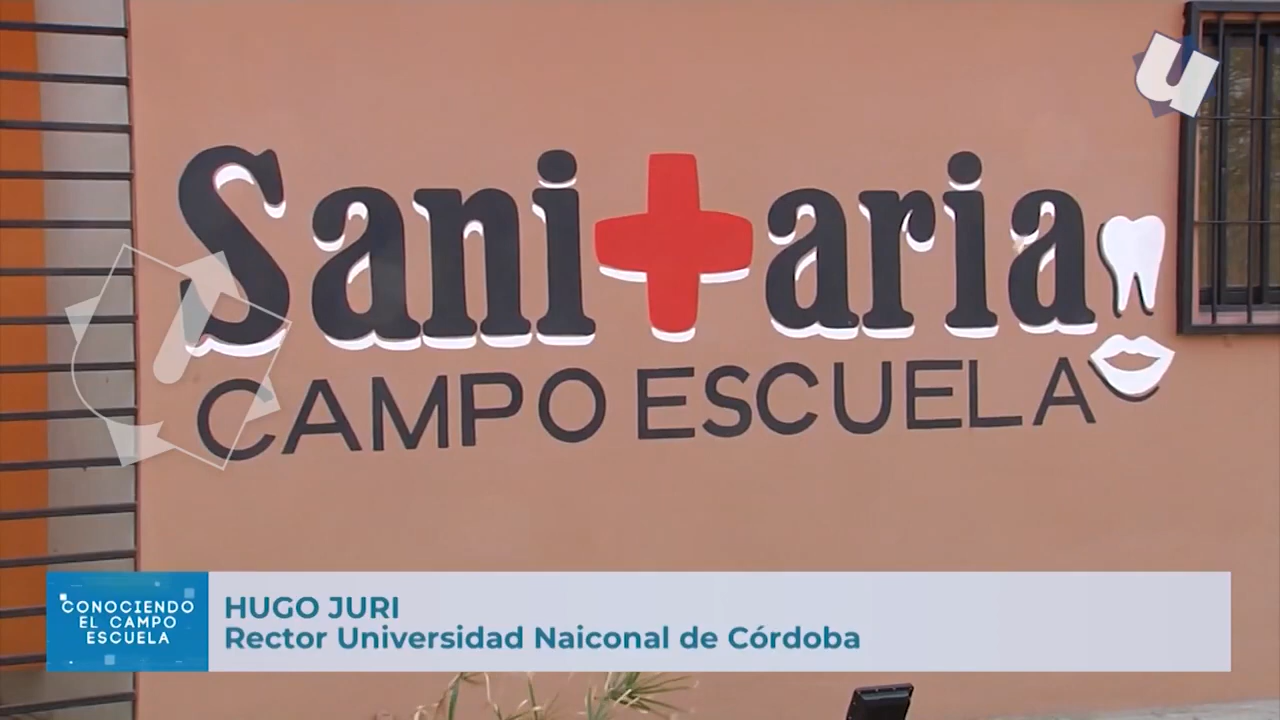 Sanitaria
CAMPO ESCUELA
u
CONOCIENDO
EL CAMPO
ESCUELA
HUGO JURI
Rector Universidad Naiconal de Córdoba